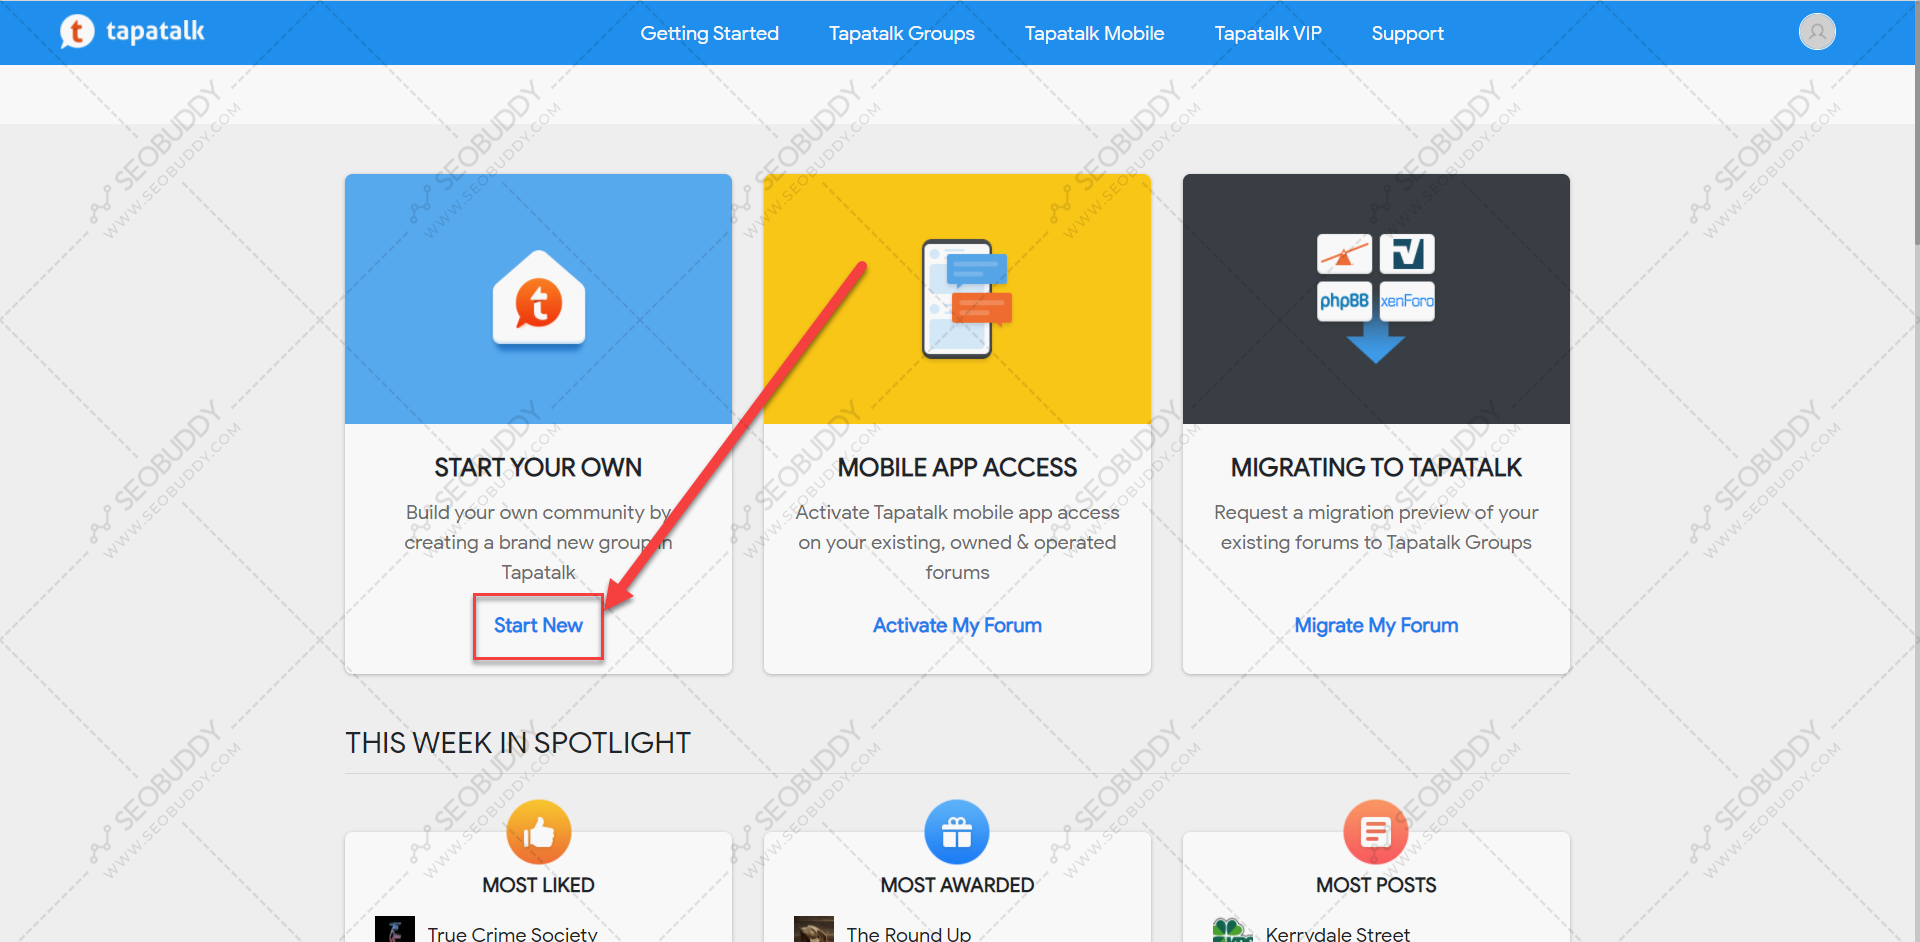 tapatalk
Getting Started
Tapatalk Groups
Tapatalk Mobile
Tapatalk VIP
Support
phpBB
xenForo
START YOUR OWN
Build your own community by
creating a brand new group in
Tapatalk
Start New
MOBILE APP ACCESS
Activate Tapatalk mobile app access
on your existing, owned & operated
forums
Activate My Forum
MIGRATING TO TAPATALK
Request a migration preview of your
existing forums to Tapatalk Groups
Migrate My Forum
THIS WEEK IN SPOTLIGHT
MOST LIKED
True Crime Society
MOST AWARDED
The Round Up
MOST POSTS
Kerrydale Street
SEOBUDDY
WWW.SEOBUDDY.COM